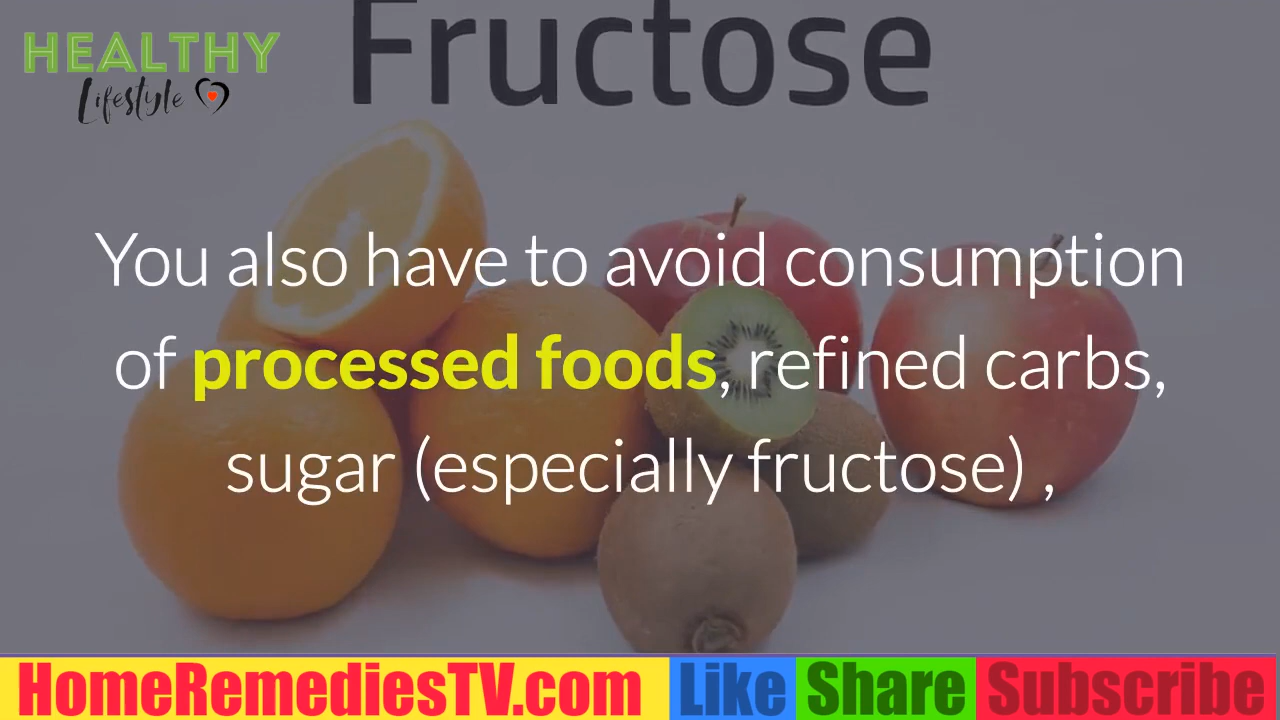 Fructose
HEALTHY
Lifestyle
You also have to avoid consumption
of processed foods, refined carbs,
sugar (especially fructose) ,
HomeRemediesTV.com Like Share Subscribe